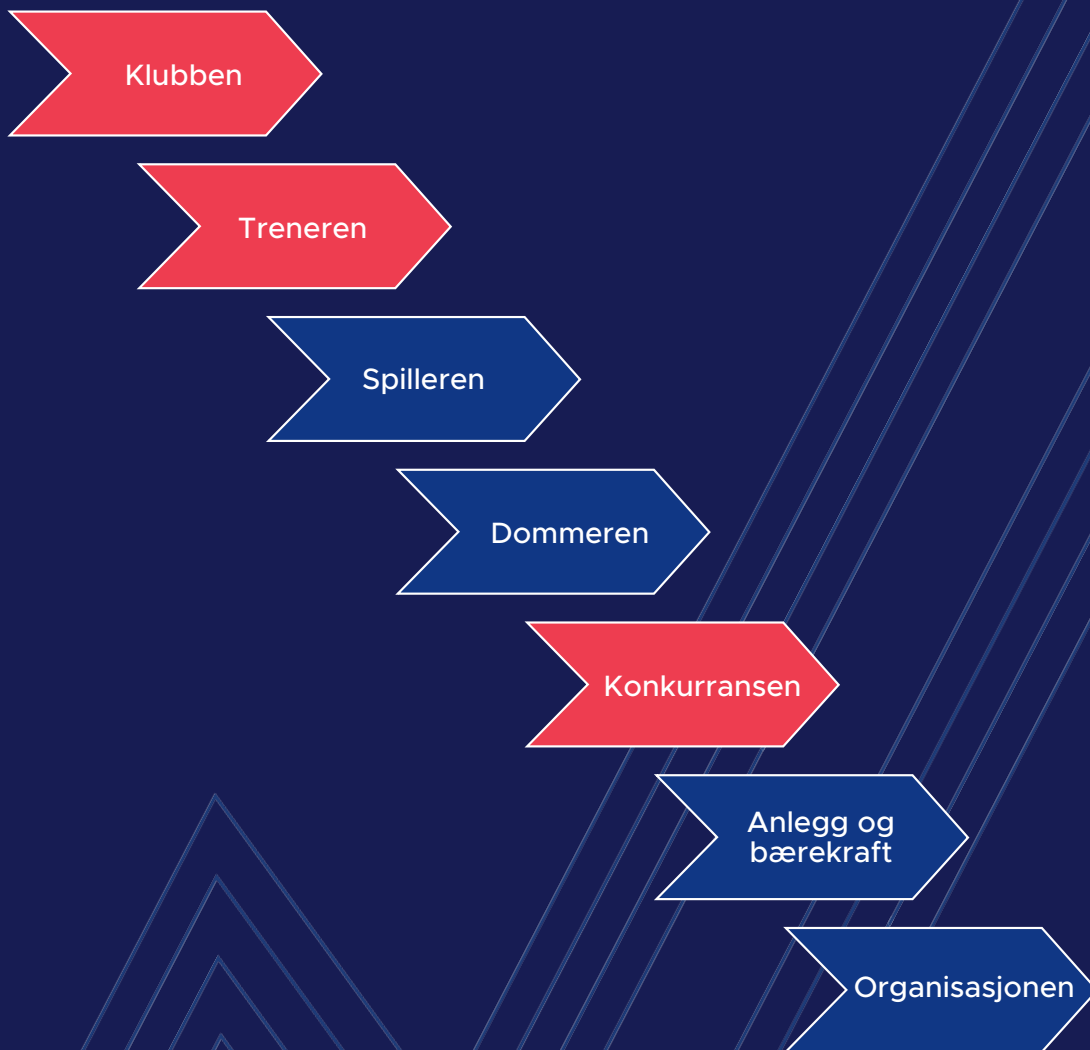 Klubben
Treneren
Spilleren
Dommeren
Konkurransen
Anlegg og
bærekraft
Organisasjonen